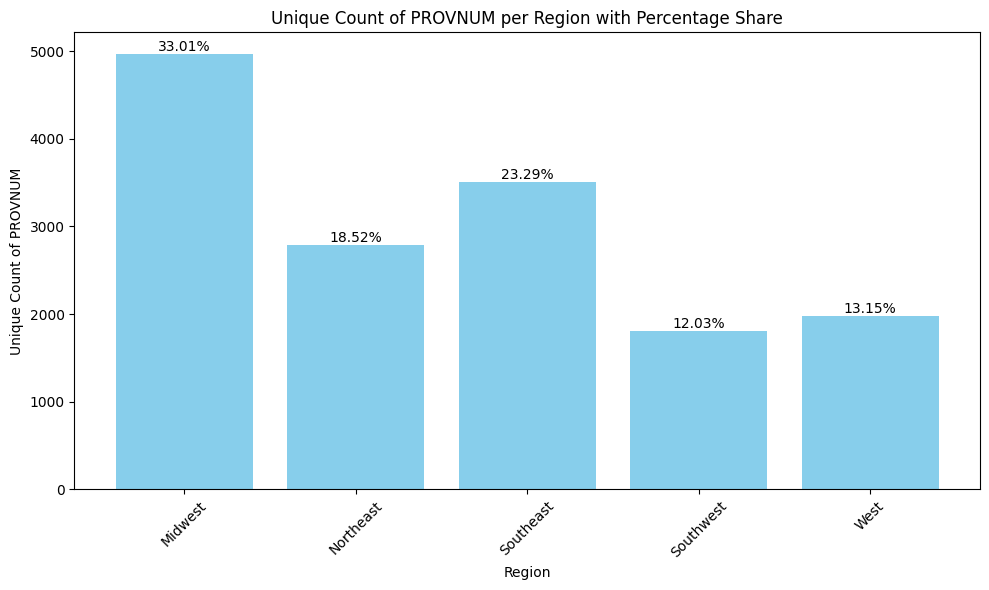 Unique Count of PROVNUM per Region with Percentage Share
Unique Count of PROVNUM
5000
4000
3000
2000
1000
0
33.01%
18.52%
23.29%
12.03%
13.15%
Midwest
Northeast
Southeast
Southwest
West
Region